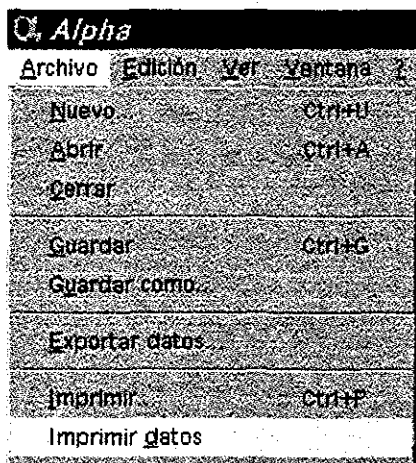 α Alpha
Archivo Edición Ver Ventana ?
Nuevo... Ctrl+U
Abrir... Ctrl+A
Cerrar
Guardar Ctrl+G
Guardar como...
Exportar datos...
Imprimir... Ctrl+P
Imprimir datos